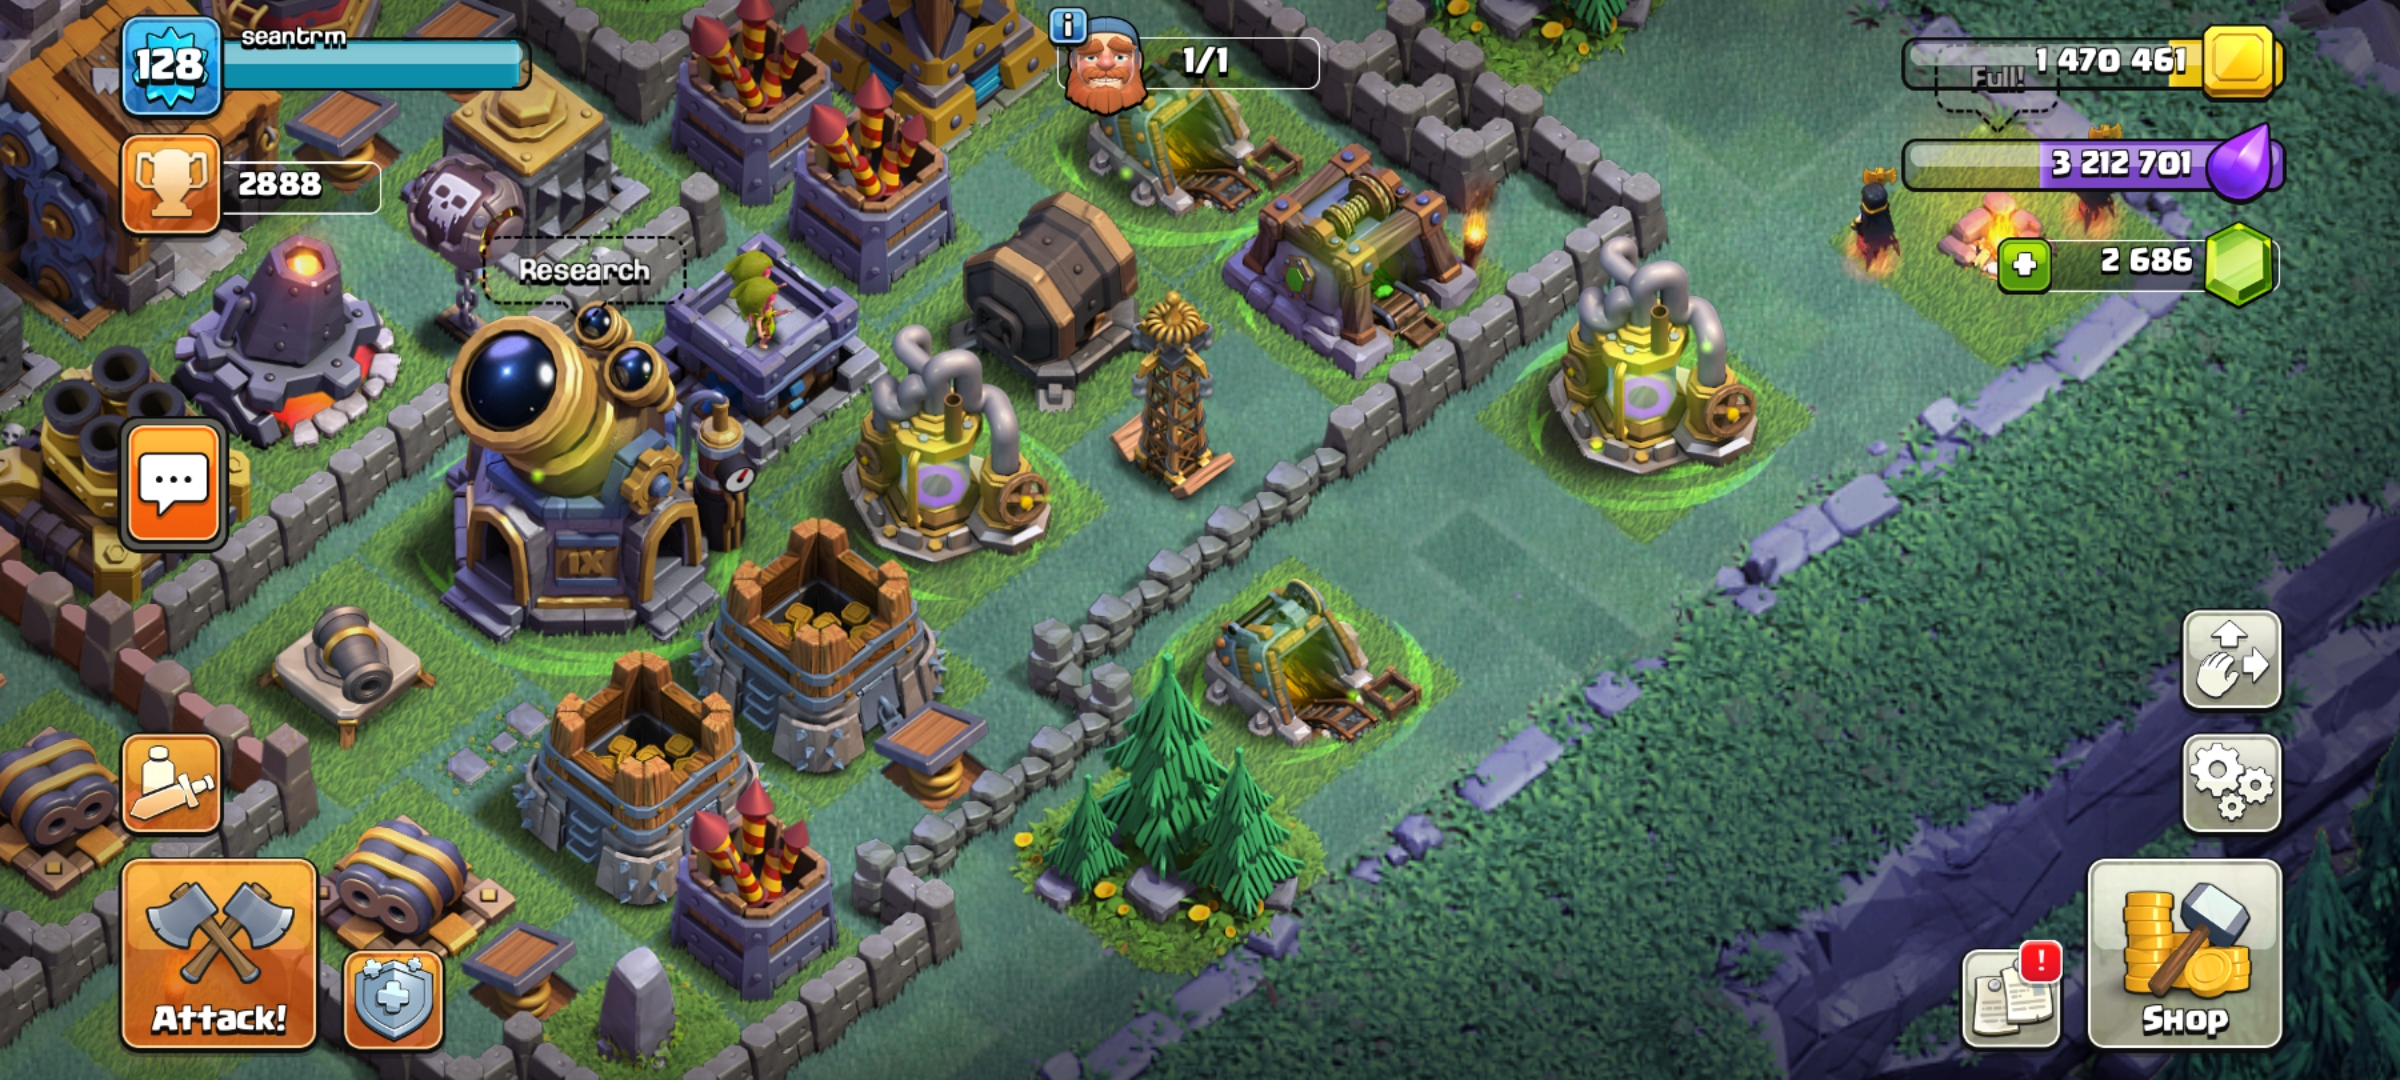 128
seantrm
1/1
1 470 461
Full!
3 212 701
2888
2 686
Research
IX
Attack!
!
Shop